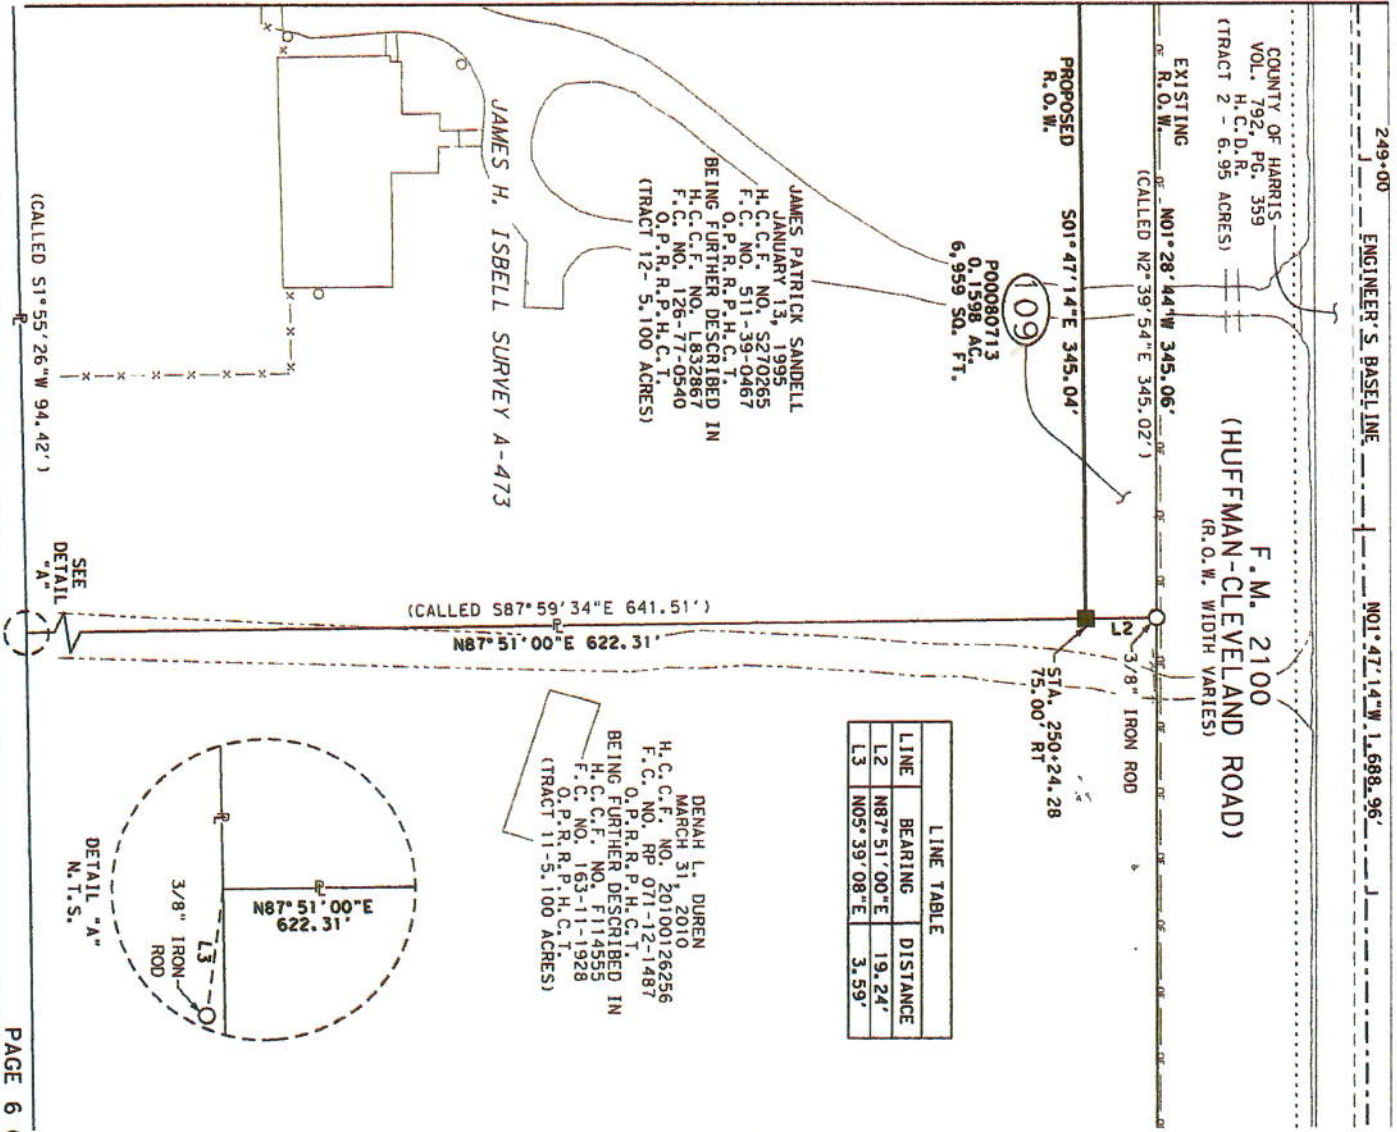 249+00
ENGINEER'S BASELINE
N01°47'14"W 1,688.96'
COUNTY OF HARRIS
VOL. 792, PG. 359
H.C.D.R.
(TRACT 2 - 6.95 ACRES)
F.M. 2100
(HUFFMAN-CLEVELAND ROAD)
(R.O.W. WIDTH VARIES)
EXISTING
R.O.W.
N01°28'44"W 345.06'
(CALLED N2°39'54"E 345.02')
PROPOSED
R.O.W.
S01°47'14"E 345.04'
L2
3/8" IRON ROD
STA. 250+24.28
75.00' RT
109
P00080713
0.1598 AC.
6,959 SQ. FT.
JAMES PATRICK SANDELL
JANUARY 13, 1995
H.C.C.F. NO. S270265
F.C. NO. 511-39-0467
O.P.R.R.P.H.C.T.
BEING FURTHER DESCRIBED IN
H.C.C.F. NO. L832867
F.C. NO. 126-77-0540
O.P.R.R.P.H.C.T.
(TRACT 12- 5.100 ACRES)
LINE TABLE
LINE BEARING DISTANCE
L2 N87°51'00"E 19.24'
L3 N05°39'08"E 3.59'
JAMES H. ISBELL SURVEY A-473
(CALLED S87°59'34"E 641.51')
N87°51'00"E 622.31'
DENAH L. DUREN
MARCH 31, 2010
H.C.C.F. NO. 20100126256
F.C. NO. RP 071-12-1487
O.P.R.R.P.H.C.T.
BEING FURTHER DESCRIBED IN
H.C.C.F. NO. F114555
F.C. NO. 163-11-1928
O.P.R.R.P.H.C.T.
(TRACT 11-5.100 ACRES)
N87°51'00"E
622.31'
L3
3/8" IRON
ROD
DETAIL "A"
N.T.S.
SEE
DETAIL
"A"
(CALLED S1°55'26"W 94.42')
PAGE 6